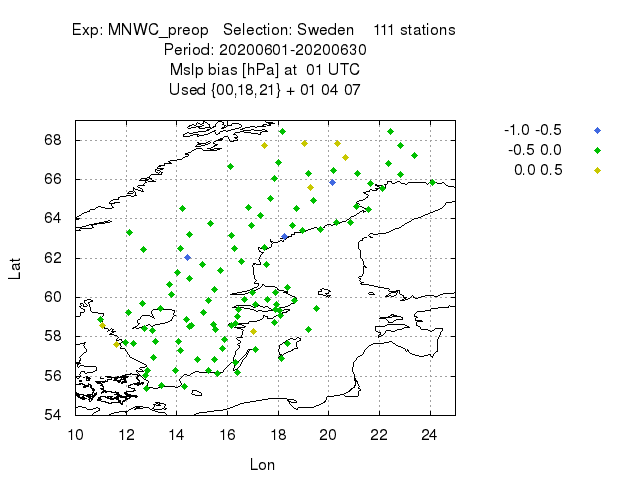 Exp: MNWC_preop   Selection: Sweden    111 stations
Period: 20200601-20200630
Mslp bias [hPa] at  01 UTC
Used {00,18,21} + 01 04 07
-1.0 -0.5
-0.5 0.0
0.0 0.5
68
66
64
62
60
58
56
54
Lat
10 12 14 16 18 20 22 24
Lon